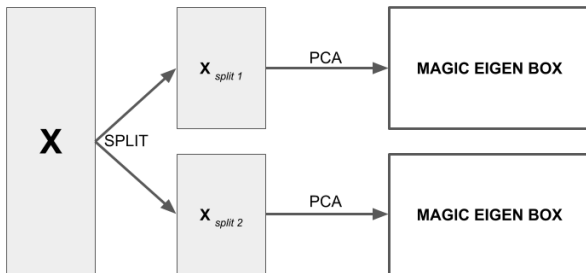 X
SPLIT
X split 1
PCA
MAGIC EIGEN BOX
X split 2
PCA
MAGIC EIGEN BOX